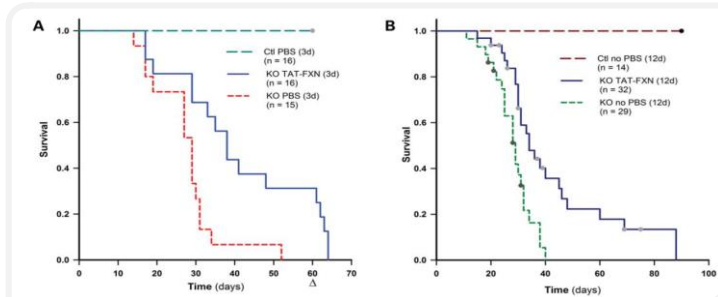 A
Ctl PBS (3d)
(n = 16)
KO TAT-FXN (3d)
(n = 16)
KO PBS (3d)
(n = 15)
Survival
1.0
0.8
0.6
0.4
0.2
0.0
0 10 20 30 40 50 60 70
Time (days)
Δ
B
Ctl no PBS (12d)
(n = 14)
KO TAT-FXN (12d)
(n = 32)
KO no PBS (12d)
(n = 29)
Survival
1.0
0.8
0.6
0.4
0.2
0.0
0 20 40 60 80 100
Time (days)